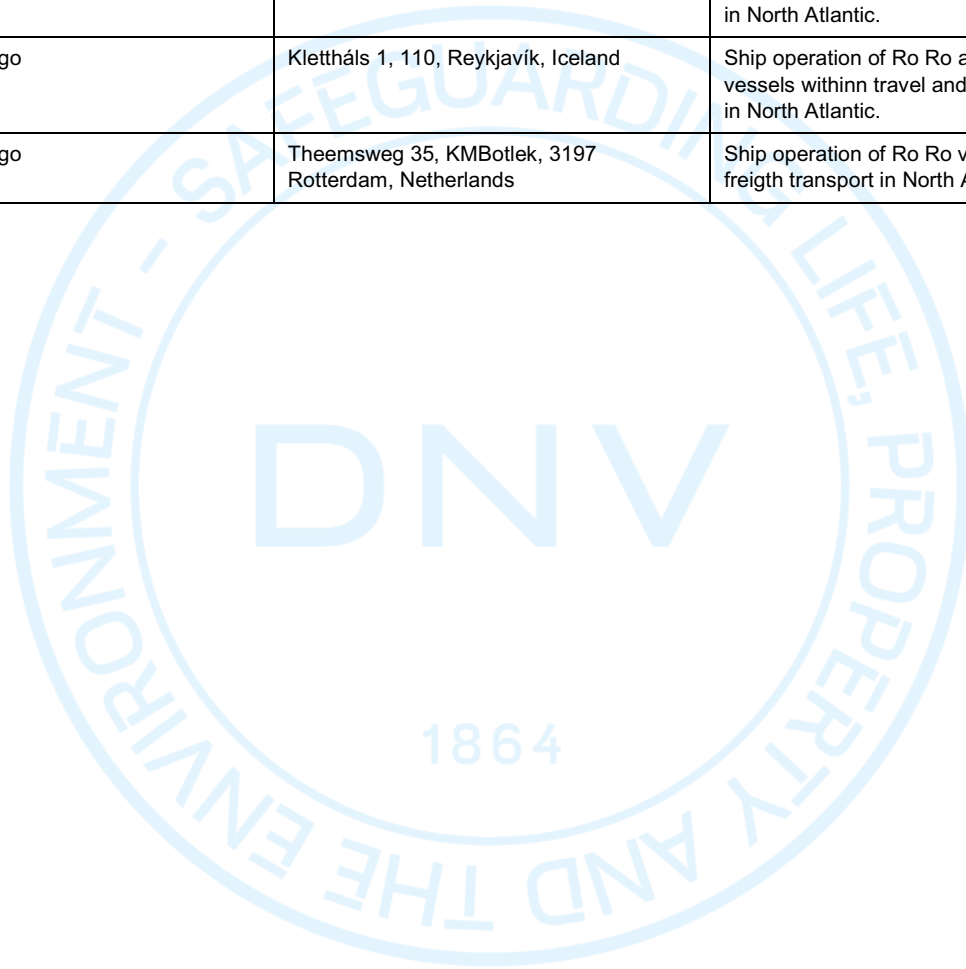 in North Atlantic.
go
Klettháls 1, 110, Reykjavík, Iceland
Ship operation of Ro Ro a
vessels withinn travel and
in North Atlantic.
go
Theemsweg 35, KMBotlek, 3197
Rotterdam, Netherlands
Ship operation of Ro Ro v
freigth transport in North A
SAFEGUARDING LIFE, PROPERTY AND THE ENVIRONMENT -
DNV
1864